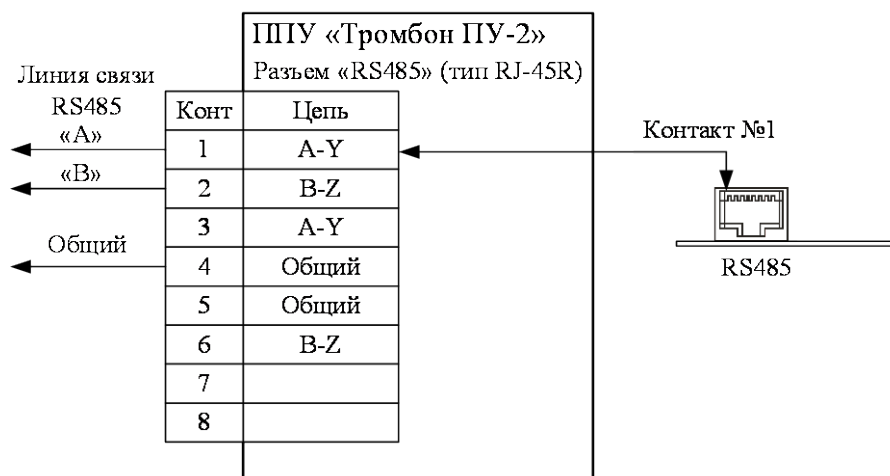 ППУ «Тромбон ПУ-2»
Разъем «RS485» (тип RJ-45R)
Линия связи
RS485
«А»
«В»
Общий
Конт Цепь
1 A-Y
2 B-Z
3 A-Y
4 Общий
5 Общий
6 B-Z
7
8
Контакт №1
RS485